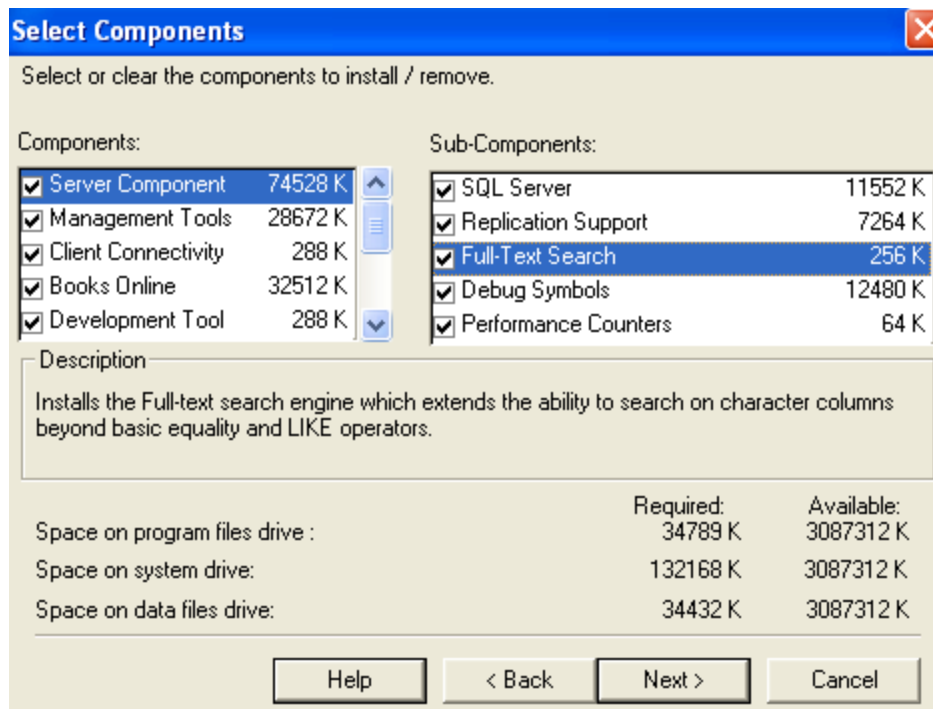 Select Components
Select or clear the components to install / remove.
Components:
Server Component 74528 K
Management Tools 28672 K
Client Connectivity 288 K
Books Online 32512 K
Development Tool 288 K
Sub-Components:
SQL Server 11552 K
Replication Support 7264 K
Full-Text Search 256 K
Debug Symbols 12480 K
Performance Counters 64 K
Description
Installs the Full-text search engine which extends the ability to search on character columns
beyond basic equality and LIKE operators.
Required: Available:
Space on program files drive : 34789 K 3087312 K
Space on system drive: 132168 K 3087312 K
Space on data files drive: 34432 K 3087312 K
Help < Back Next > Cancel